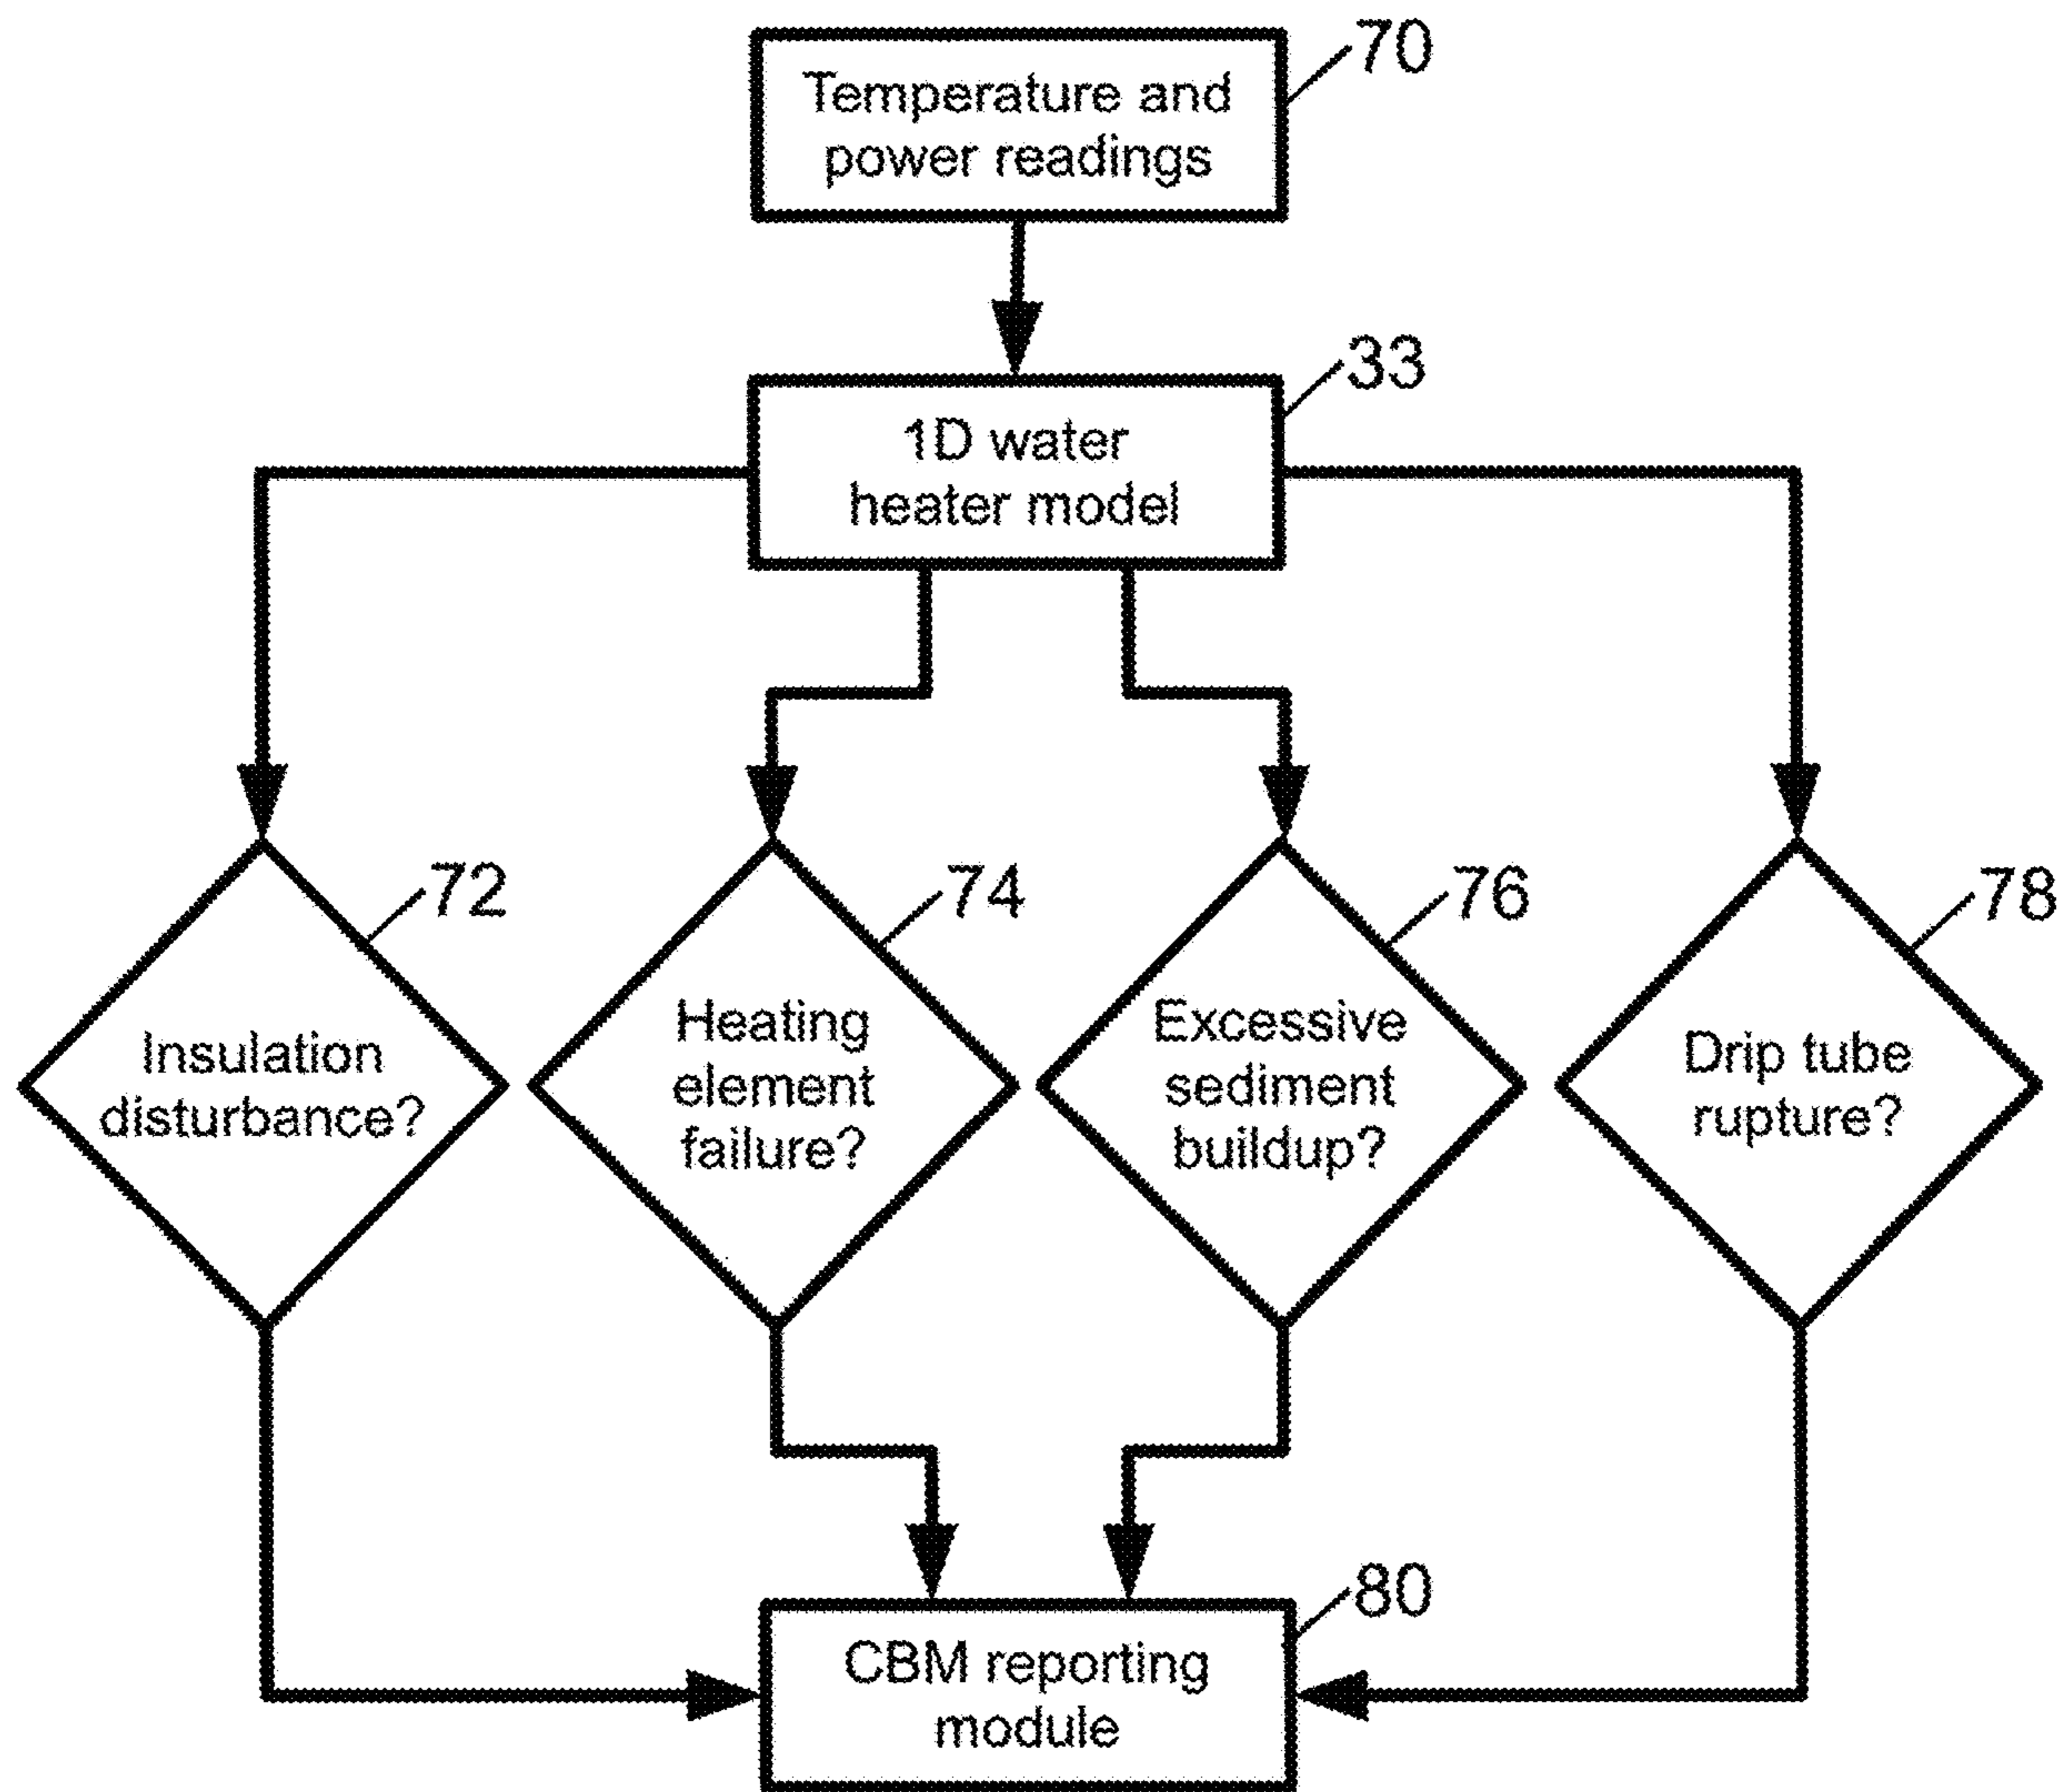 70
Temperature and
power readings
33
1D water
heater model
72
74
76
78
Insulation
disturbance?
Heating
element
failure?
Excessive
sediment
buildup?
Drip tube
rupture?
80
CBM reporting
module